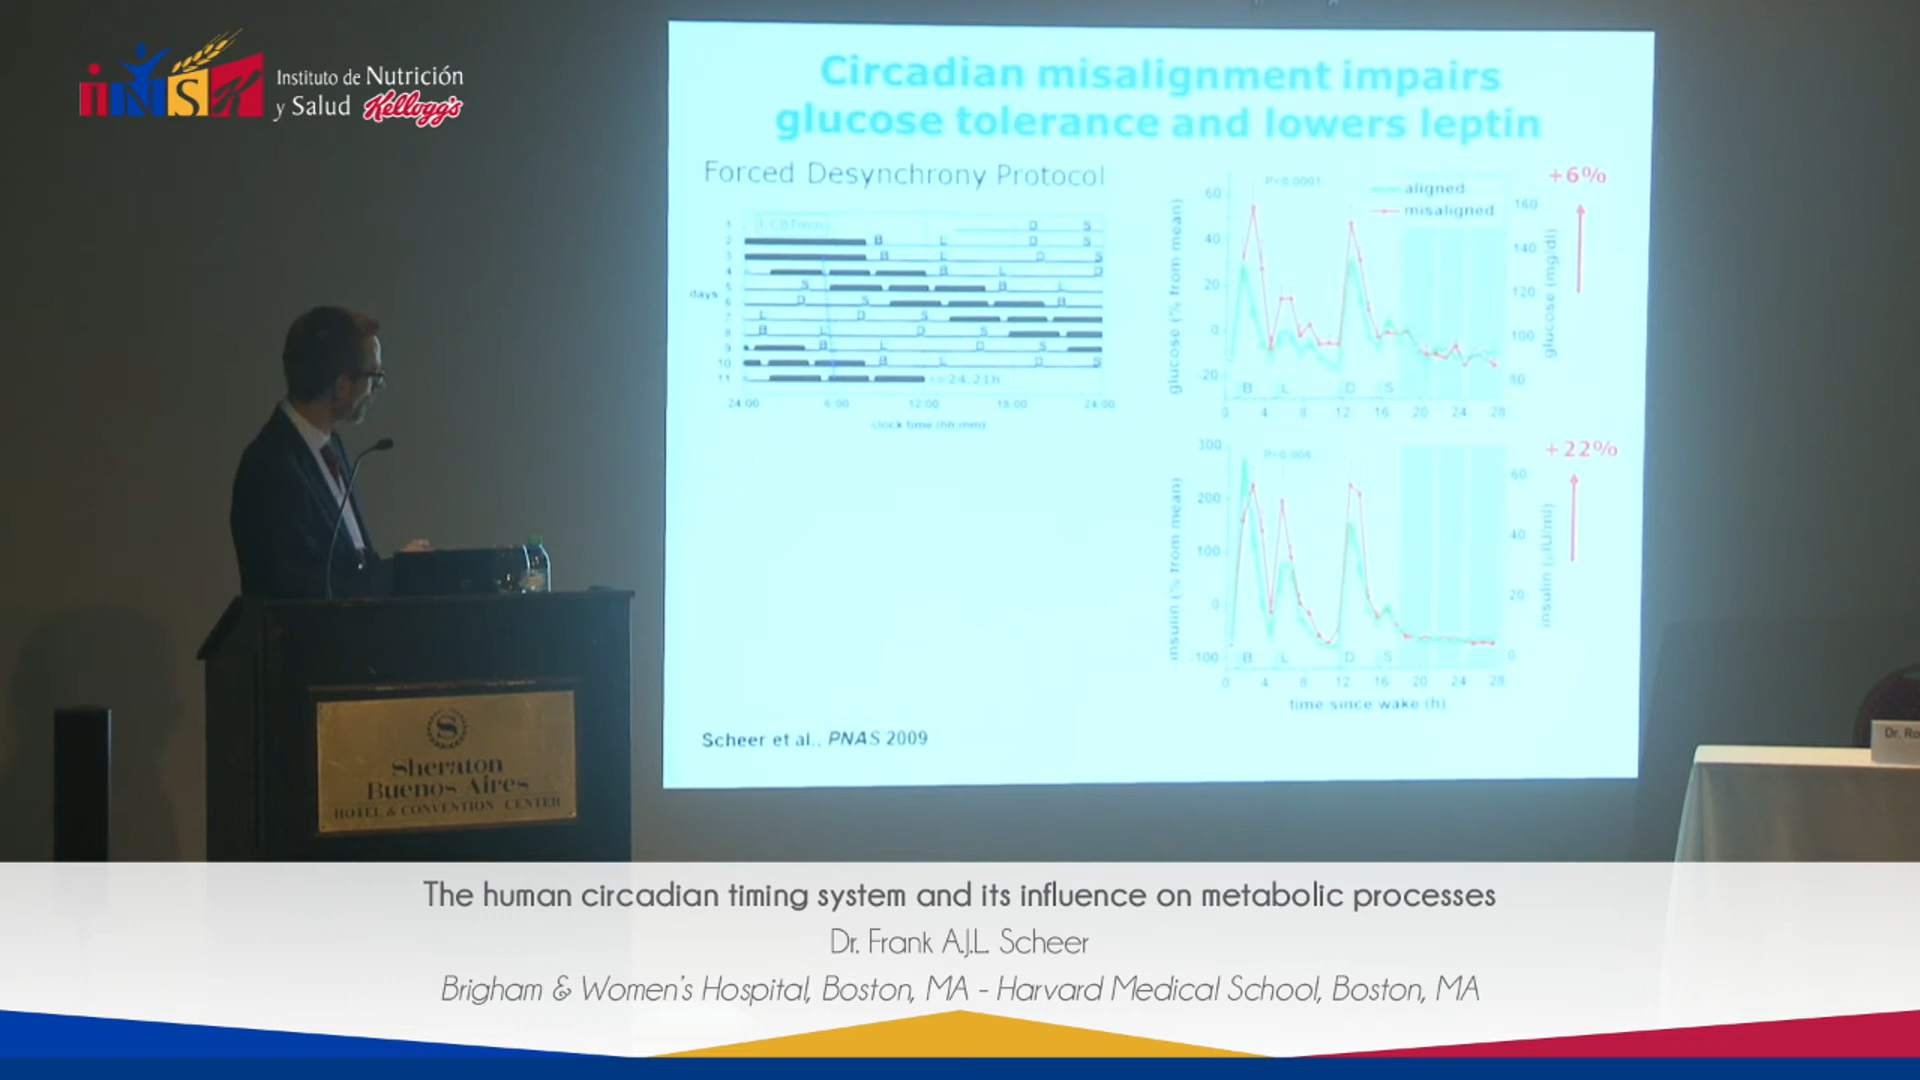 iNSK
Instituto de Nutrición
y Salud Kellogg's
Circadian misalignment impairs
glucose tolerance and lowers leptin
Forced Desynchrony Protocol
days
1 D S
2 B L D S
3 B L D S
4 B L D
5 S B L
6 D S B
7 L D S
8 B L D S
9 B L D S
10 B L D S
11 =24.21h
24:00 6:00 12:00 18:00 24:00
clock time (hh:mm)
P<0.0001
aligned
misaligned
+6%
glucose (% from mean)
60
40
20
0
-20
160
140
120
100
80
glucose (mg/dl)
B L D S
0 4 8 12 16 20 24 28
+22%
P=0.006
insulin (% from mean)
300
200
100
0
-100
60
40
20
0
insulin (µIU/ml)
B L D S
0 4 8 12 16 20 24 28
time since wake (h)
Scheer et al., PNAS 2009
S
Sheraton
Buenos Aires
HOTEL & CONVENTION CENTER
Dr. Ro
The human circadian timing system and its influence on metabolic processes
Dr. Frank A.J.L. Scheer
Brigham & Women's Hospital, Boston, MA - Harvard Medical School, Boston, MA